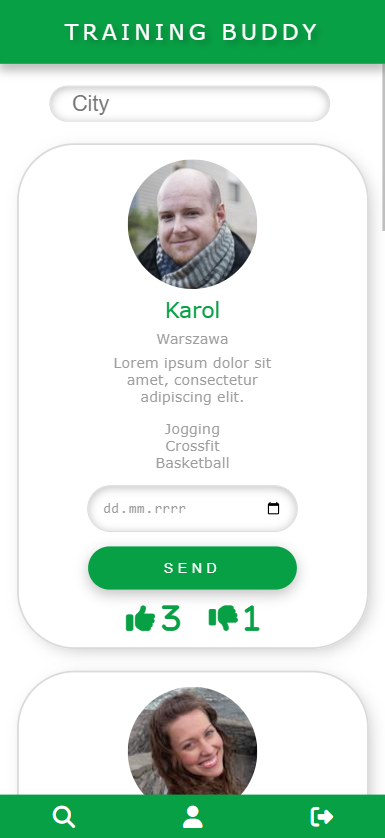 TRAINING BUDDY
City
Karol
Warszawa
Lorem ipsum dolor sit
amet, consectetur
adipiscing elit.
Jogging
Crossfit
Basketball
dd.mm.rrrr
SEND
3 1